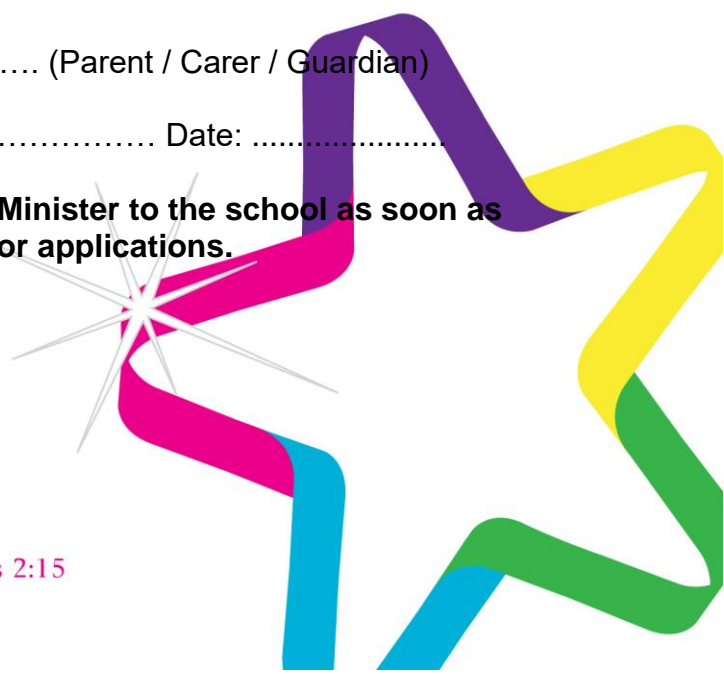 …. (Parent / Carer / Guardian)
…………… Date: ......................
Minister to the school as soon as
or applications.
2:15